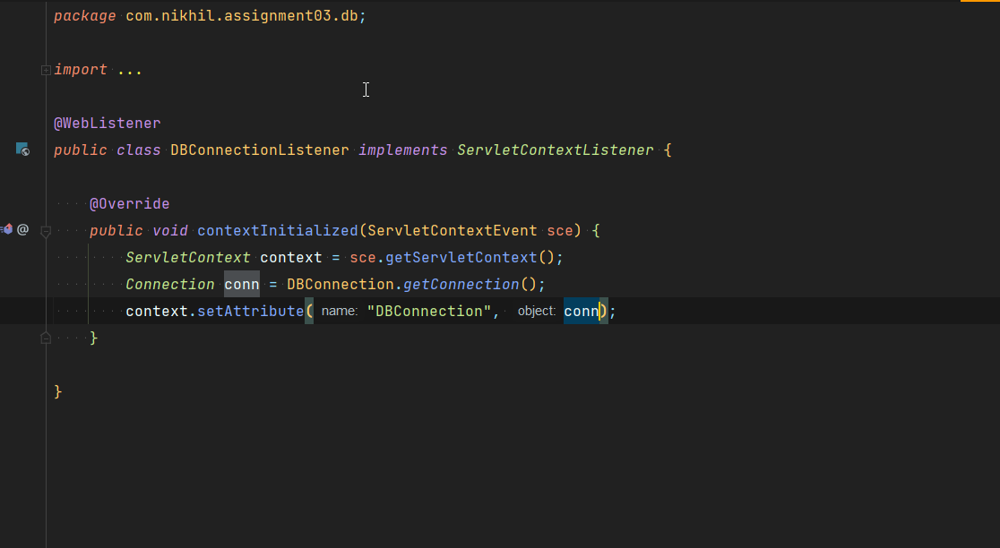 package com.nikhil.assignment03.db;
import ...
@WebListener
public class DBConnectionListener implements ServletContextListener {
@Override
@ public void contextInitialized(ServletContextEvent sce) {
ServletContext context = sce.getServletContext();
Connection conn = DBConnection.getConnection();
context.setAttribute( name: "DBConnection", object: conn);
}
}